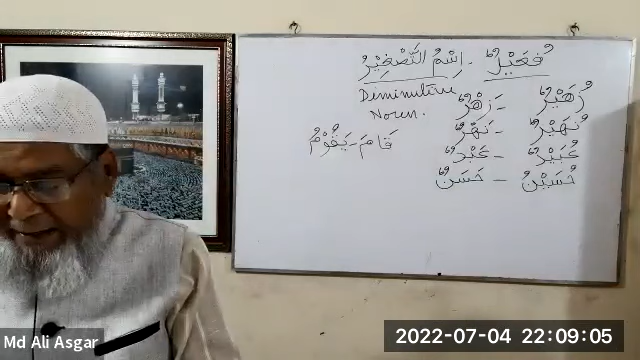 فُعَيْلٌ . اِسْمُ التَّصْغِيْرُ
Diminutive
Noun.
زُهَيْرٌ - زَهْرٌ
نُهَيْرٌ - نَهْرٌ
عُبَيْدٌ - عَبْدٌ
حُسَيْنٌ - حَسَنٌ
قَامَ - يَقُوْمُ
Md Ali Asgar
2022-07-04 22:09:05